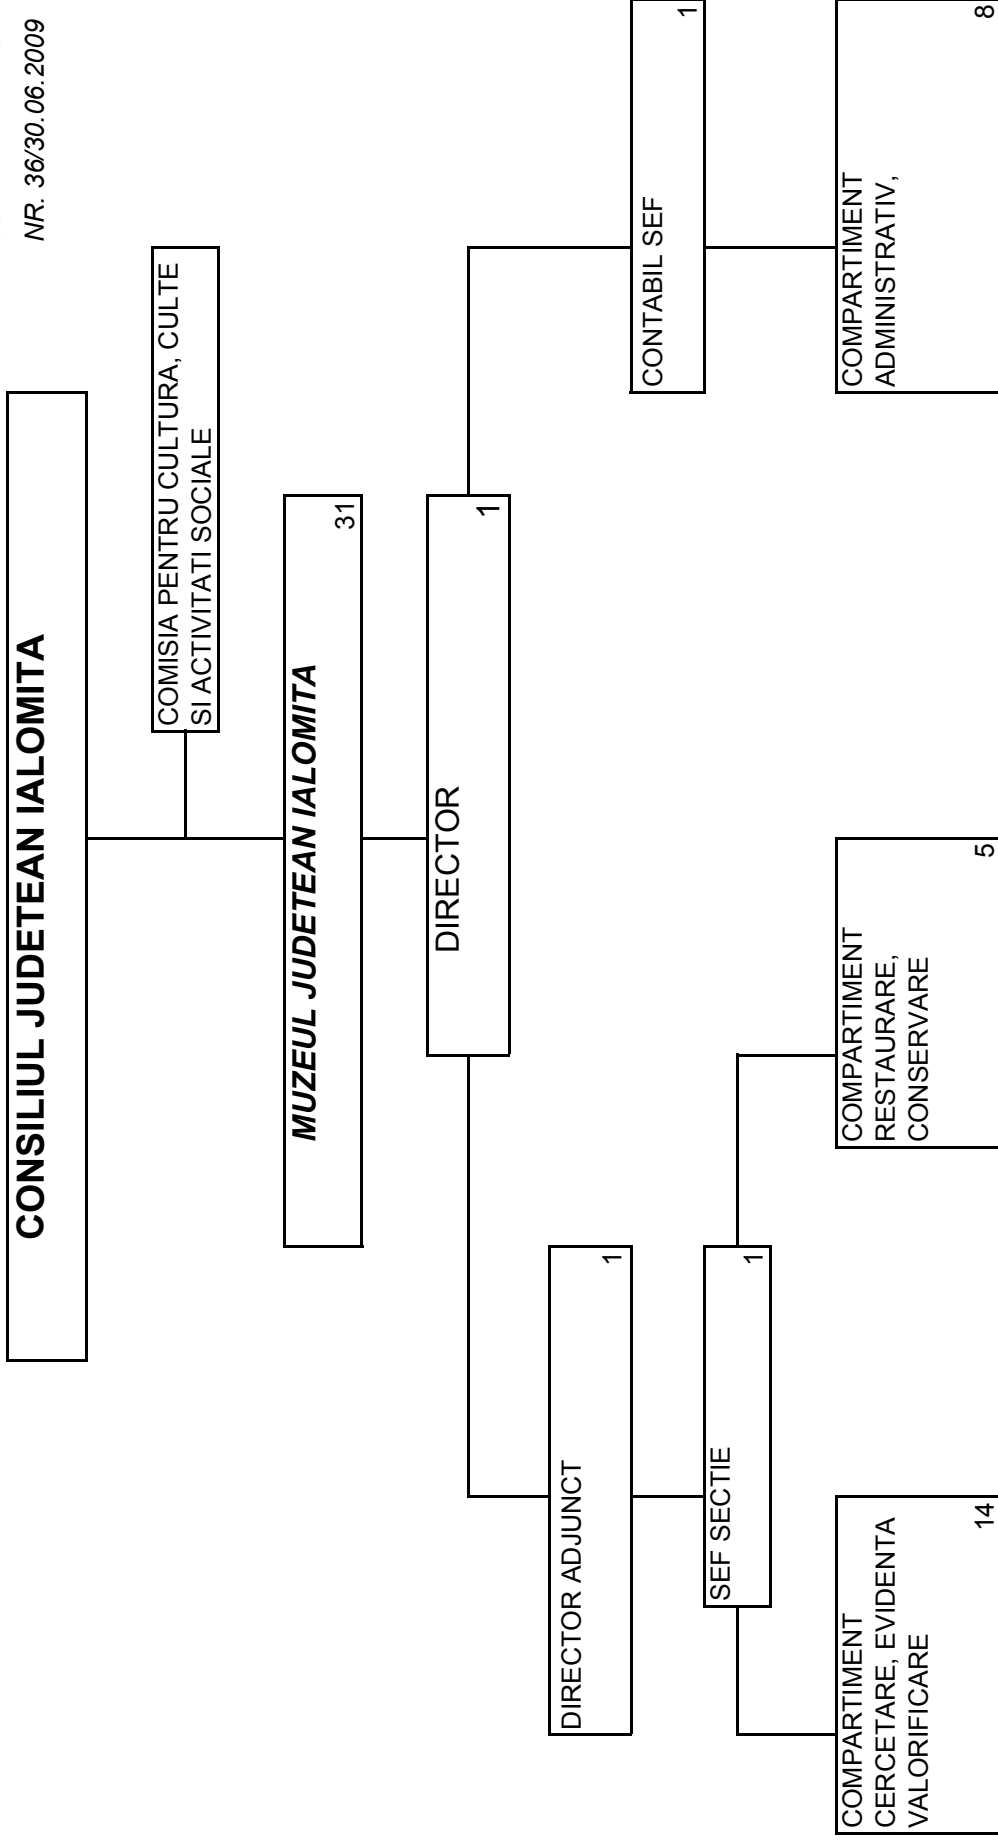 NR. 36/30.06.2009
CONSILIUL JUDETEAN IALOMITA
COMISIA PENTRU CULTURA, CULTE
SI ACTIVITATI SOCIALE
MUZEUL JUDETEAN IALOMITA
31
DIRECTOR
1
DIRECTOR ADJUNCT
1
CONTABIL SEF
1
SEF SECTIE
1
COMPARTIMENT
CERCETARE, EVIDENTA
VALORIFICARE
14
COMPARTIMENT
RESTAURARE,
CONSERVARE
5
COMPARTIMENT
ADMINISTRATIV,
8